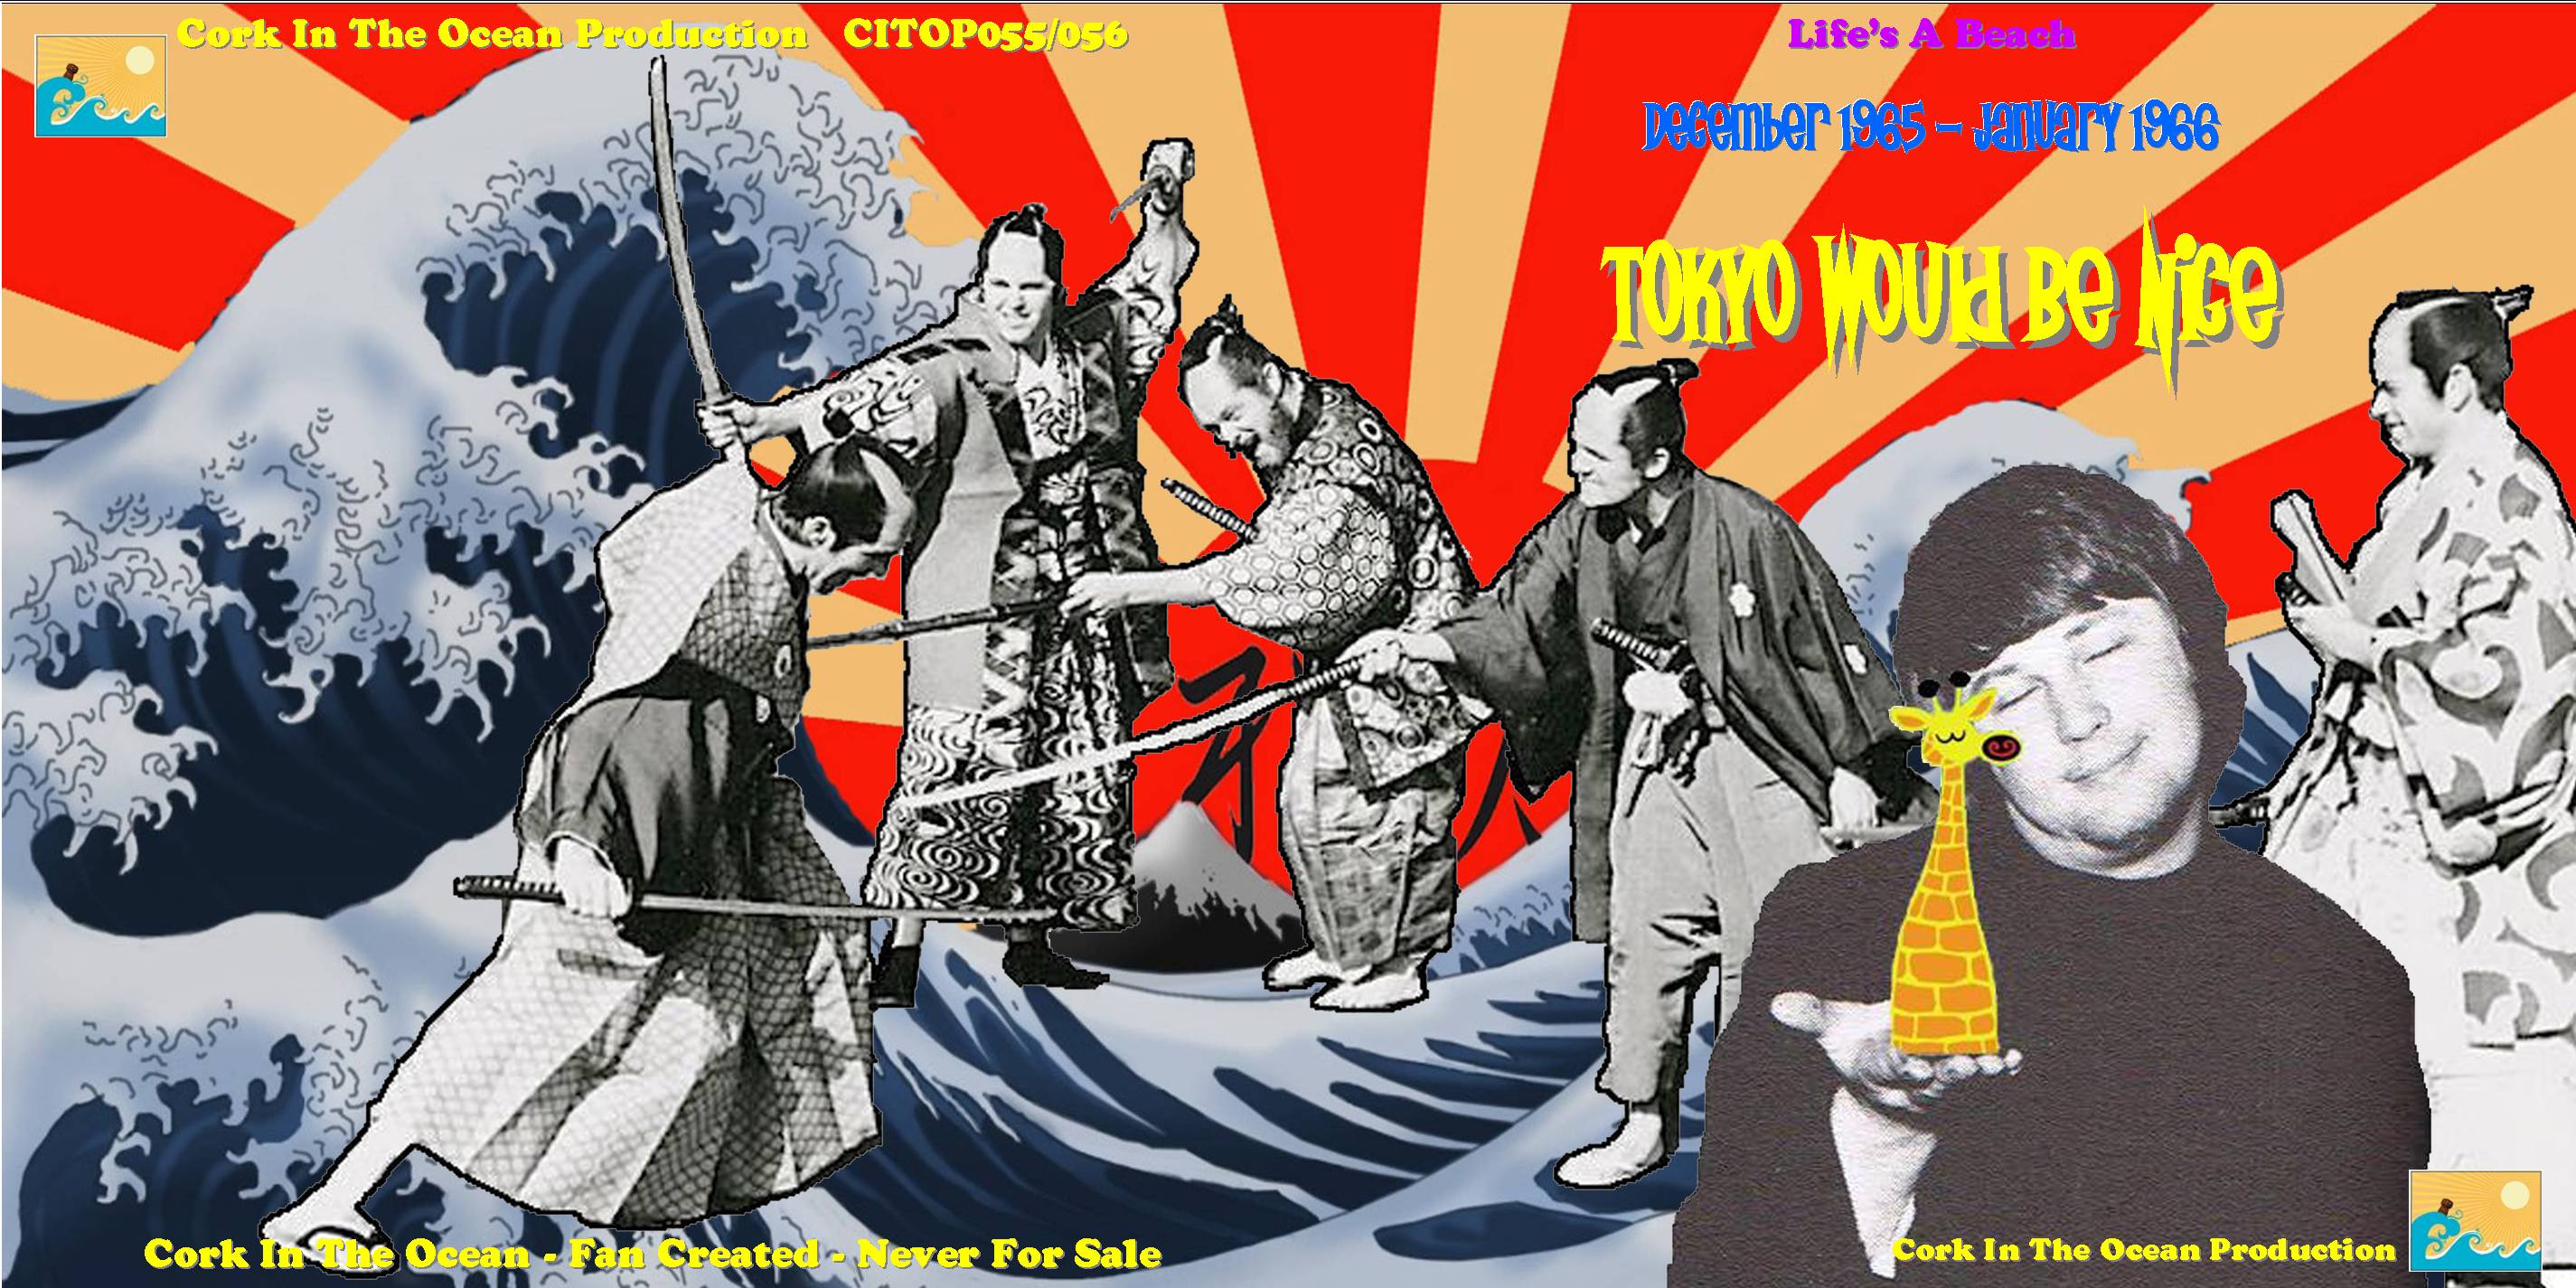 Cork In The Ocean Production CITOP055/056
Life's A Beach
December 1965 – January 1966
Tokyo Would Be Nice
Cork In The Ocean - Fan Created - Never For Sale
Cork In The Ocean Production